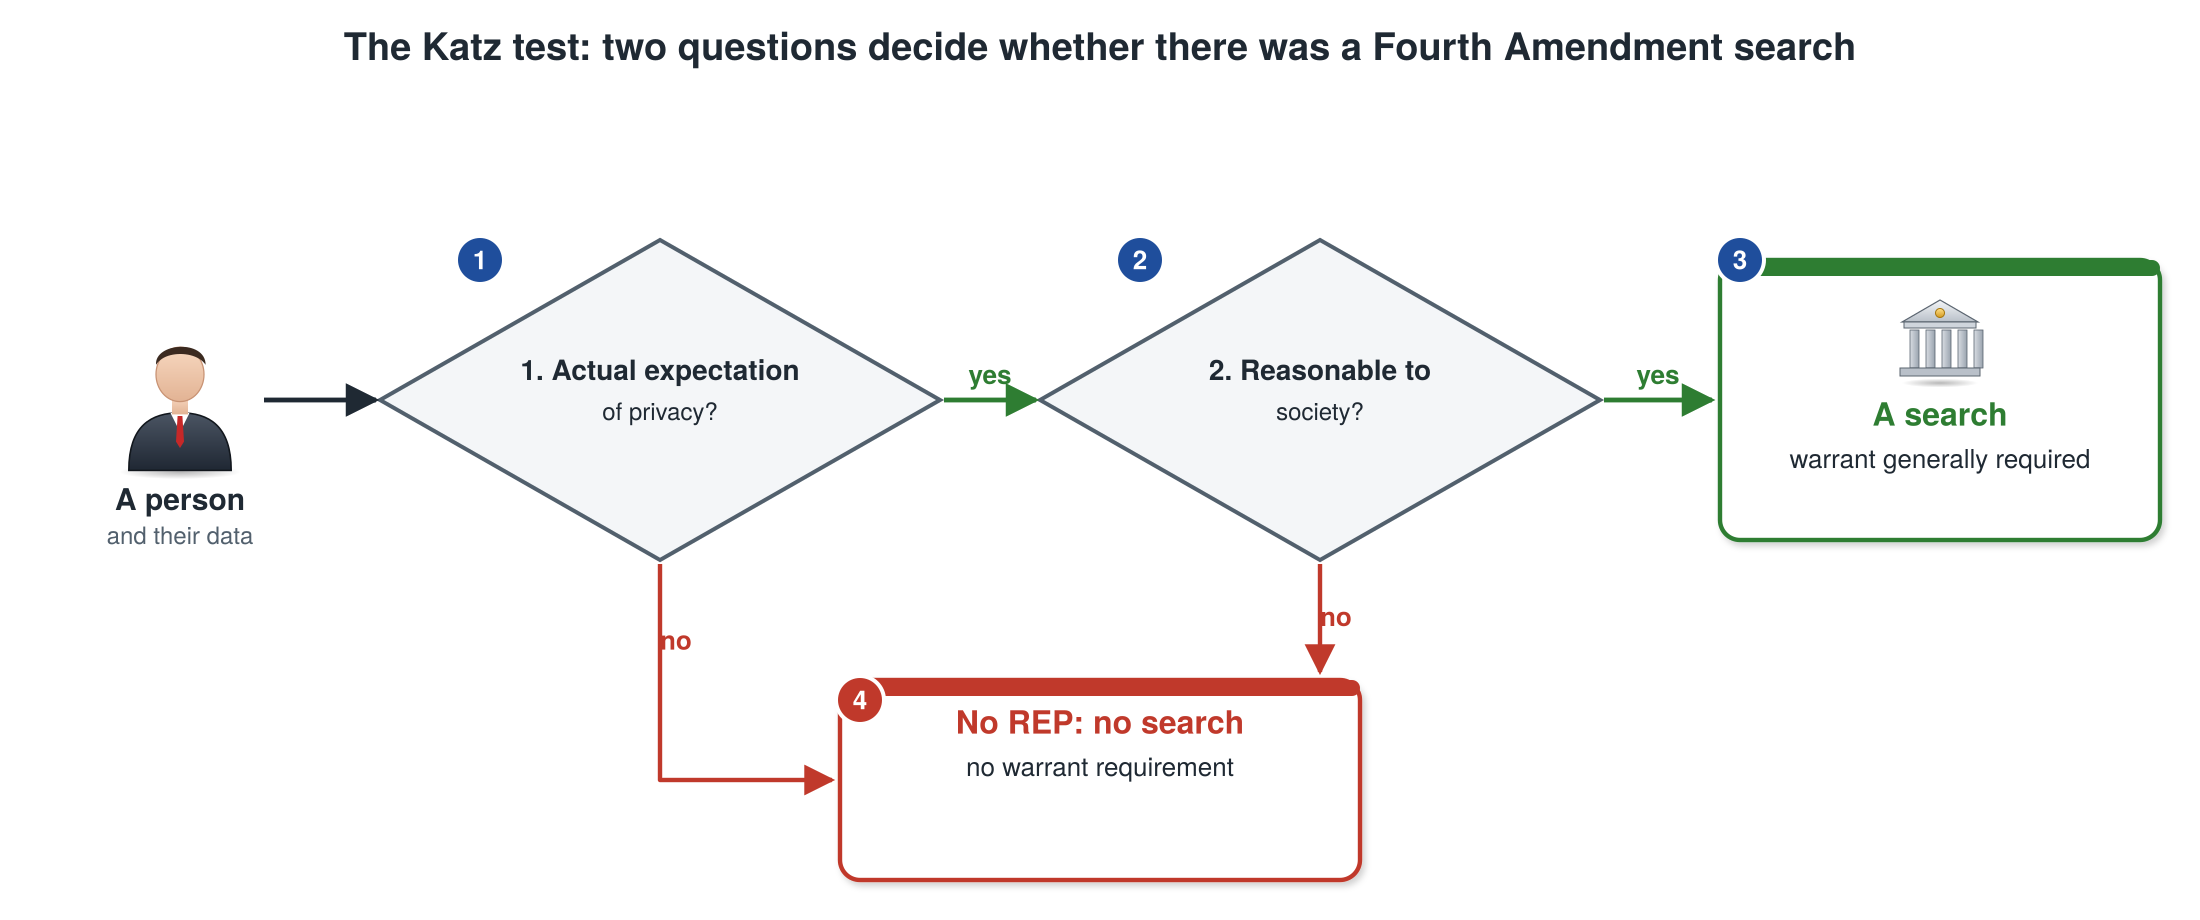 The Katz test: two questions decide whether there was a Fourth Amendment search
1
2
3
1. Actual expectation
of privacy?
yes
2. Reasonable to
society?
yes
A search
warrant generally required
A person
and their data
no
no
4
No REP: no search
no warrant requirement